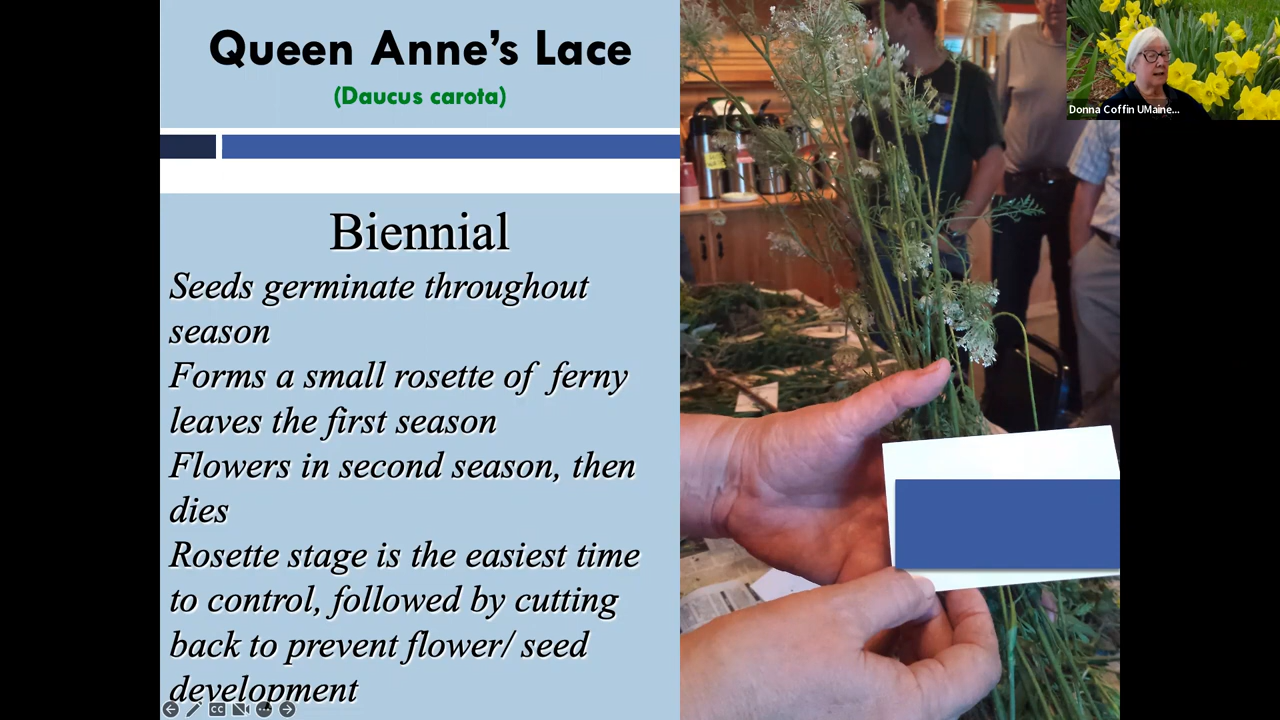 Queen Anne's Lace
(Daucus carota)
Biennial
Seeds germinate throughout
season
Forms a small rosette of ferny
leaves the first season
Flowers in second season, then
dies
Rosette stage is the easiest time
to control, followed by cutting
back to prevent flower/ seed
development
CC
Donna Coffin UMaine...